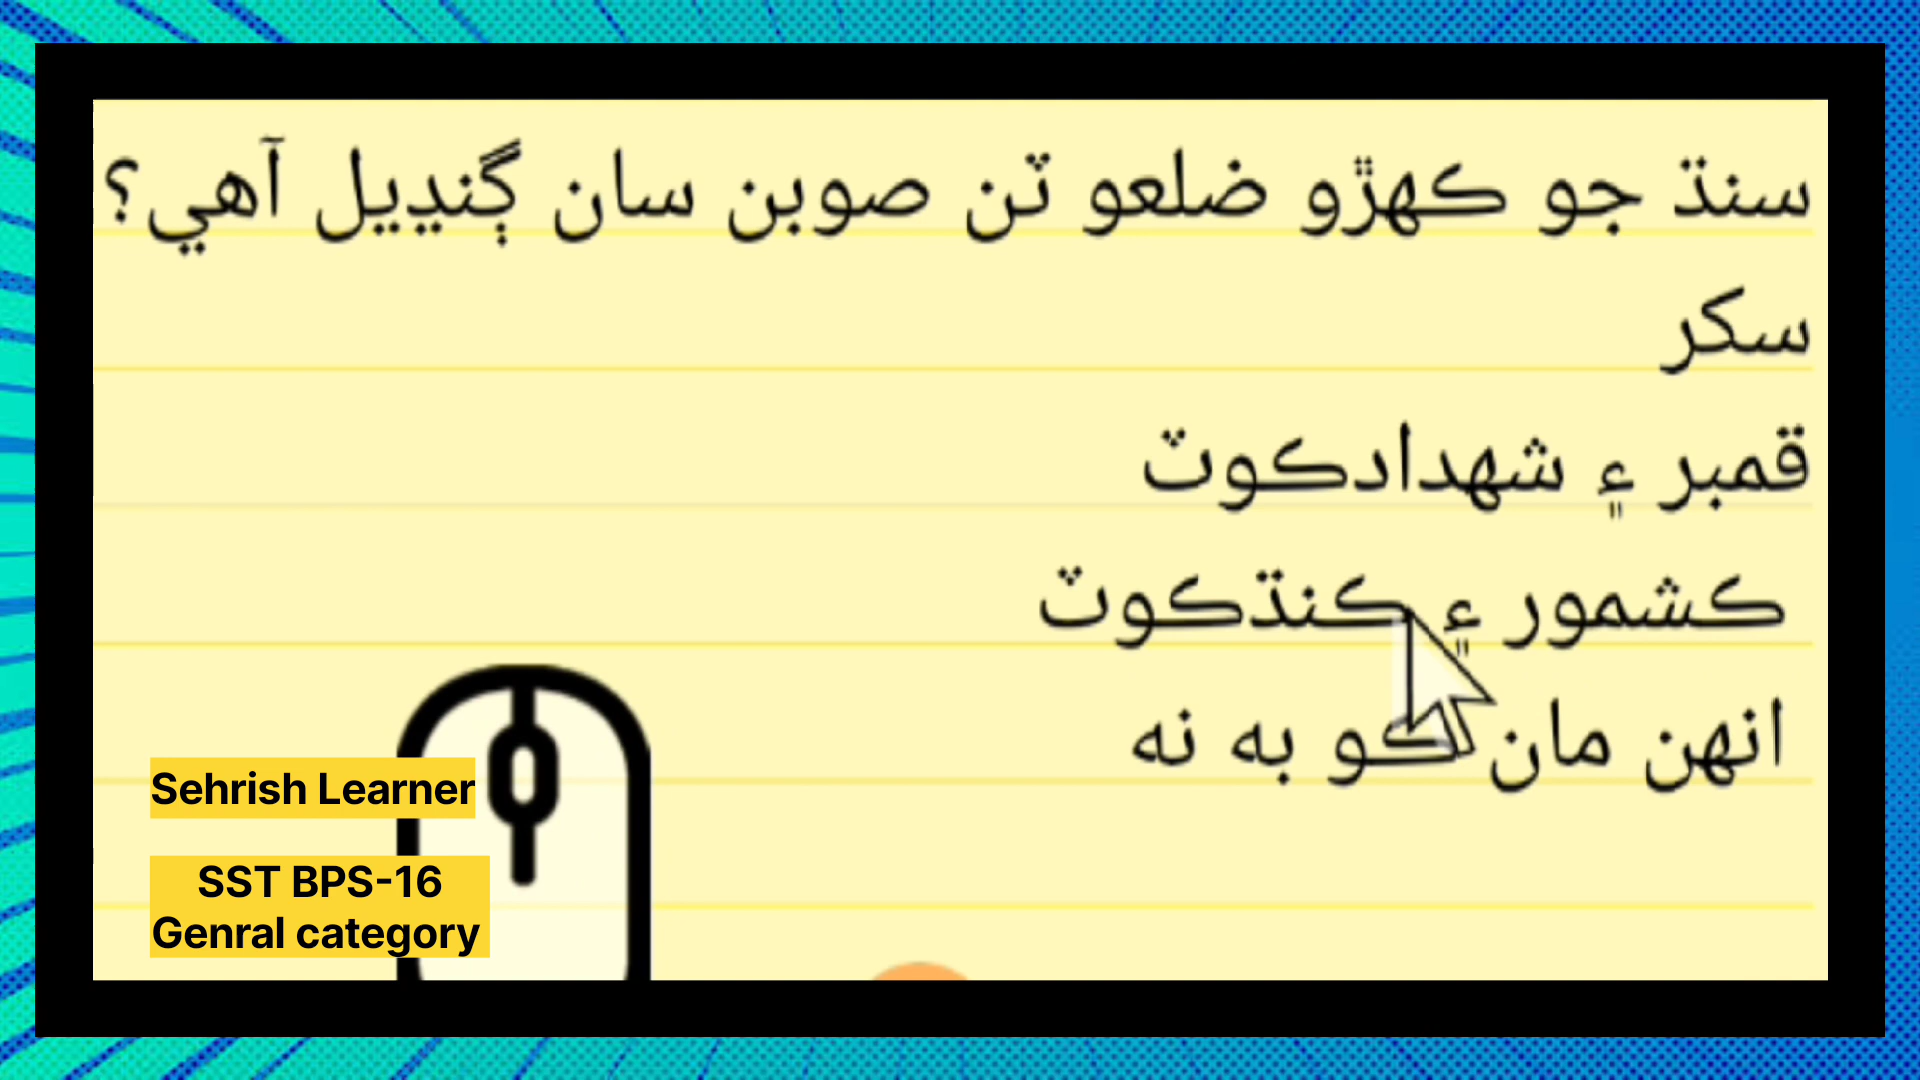 سنڌ جو ڪهڙو ضلعو ٽن صوبن سان ڳنڍيل آهي؟
سکر
قمبر ۽ شهدادڪوٽ
ڪشمور ۽ ڪنڌڪوٽ
انهن مان ڪو به نه
Sehrish Learner
SST BPS-16
Genral category